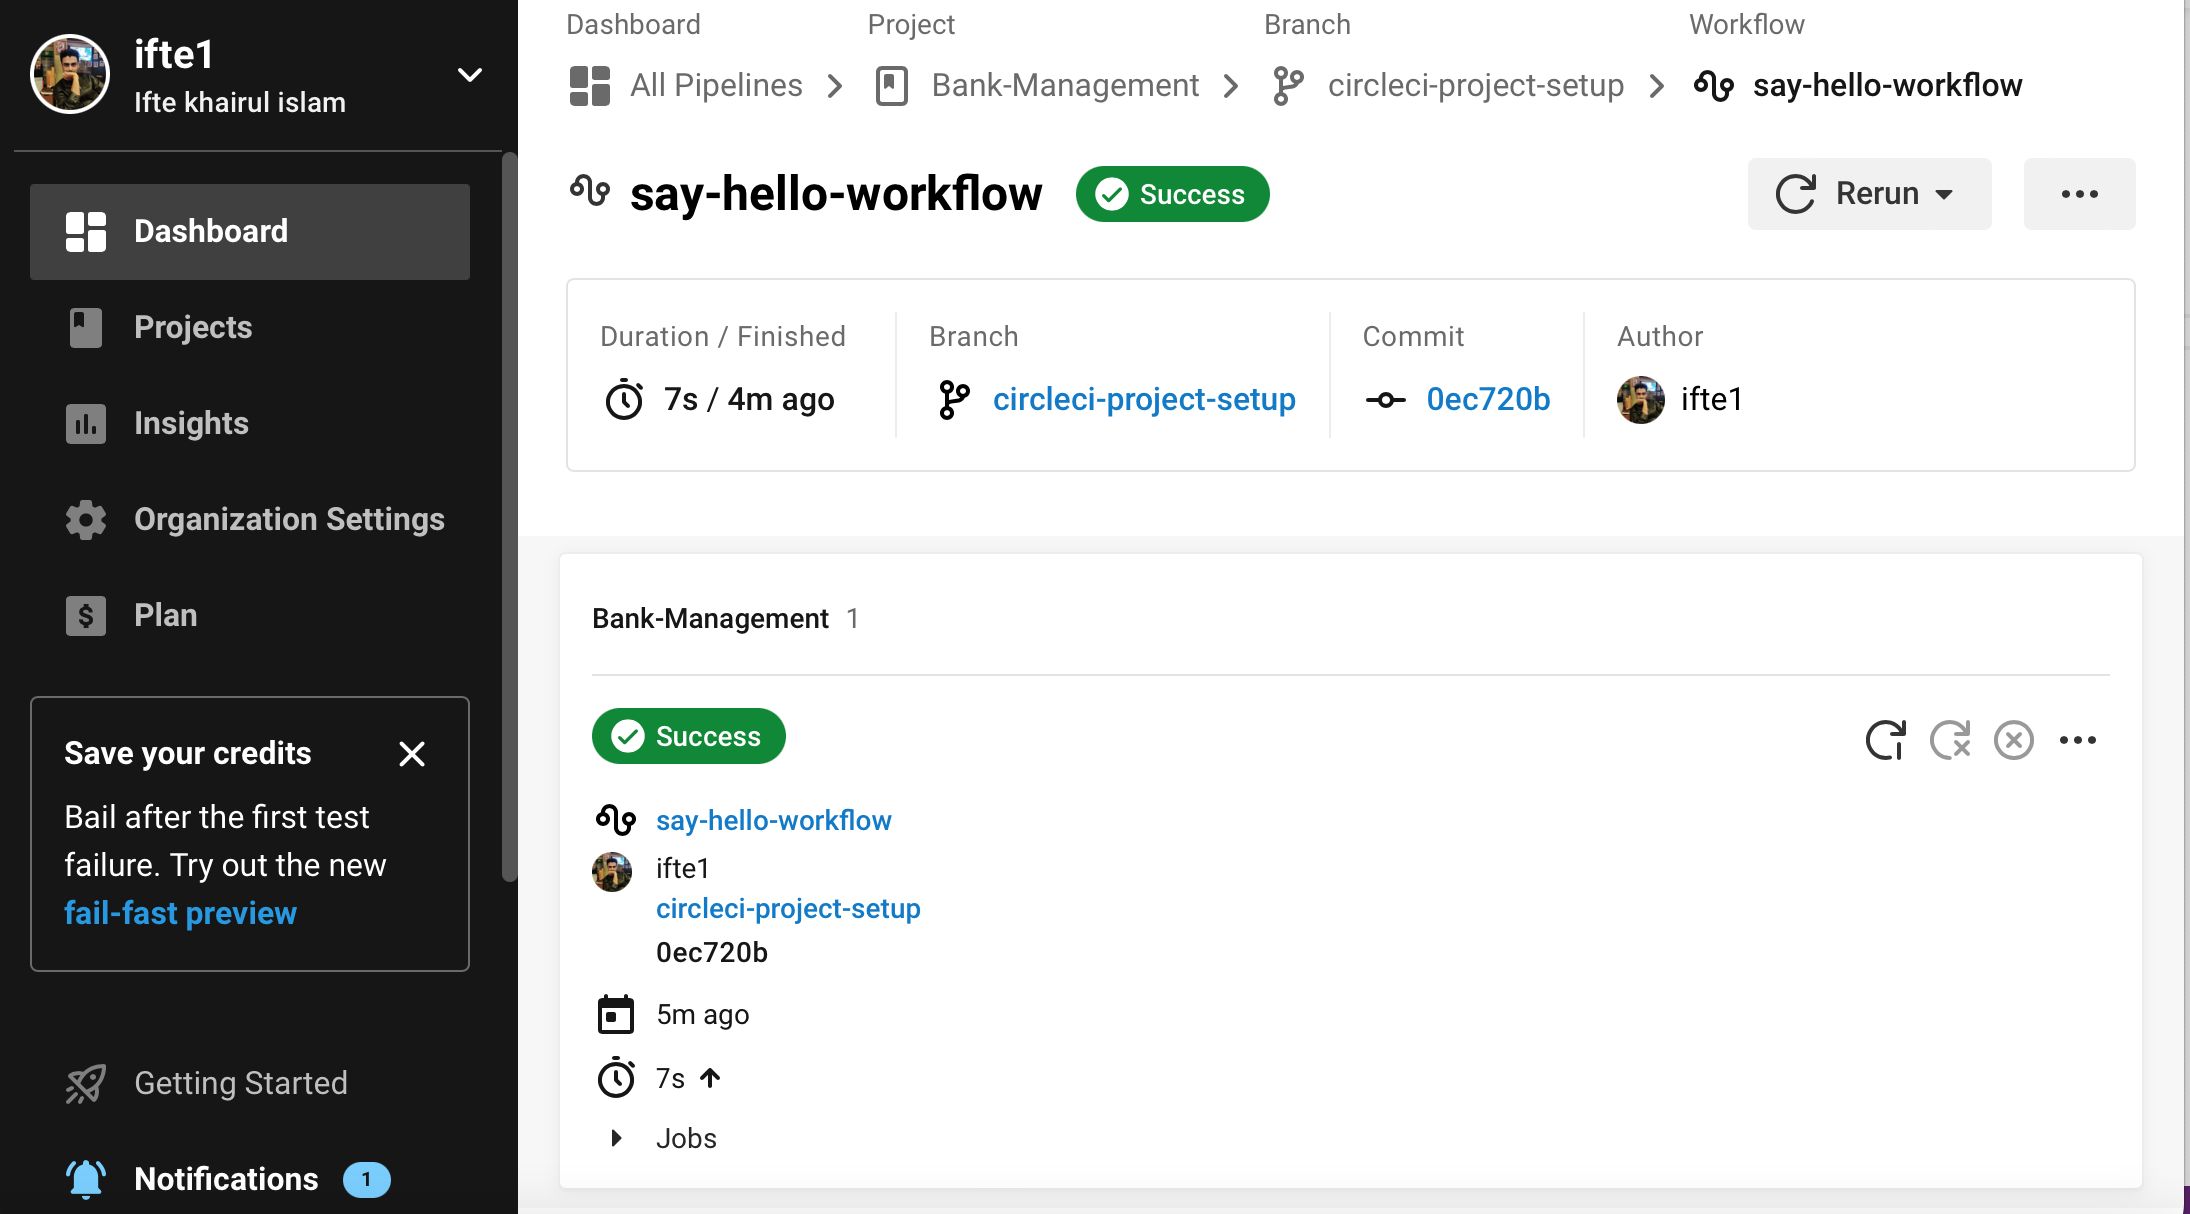 ifte1
Ifte khairul islam
Dashboard
Projects
Insights
Organization Settings
Plan
Save your credits
Bail after the first test
failure. Try out the new
fail-fast preview
Getting Started
Notifications 1
Dashboard Project Branch Workflow
All Pipelines Bank-Management circleci-project-setup say-hello-workflow
say-hello-workflow Success Rerun
Duration / Finished Branch Commit Author
7s / 4m ago circleci-project-setup 0ec720b ifte1
Bank-Management 1
Success
say-hello-workflow
ifte1
circleci-project-setup
0ec720b
5m ago
7s
Jobs